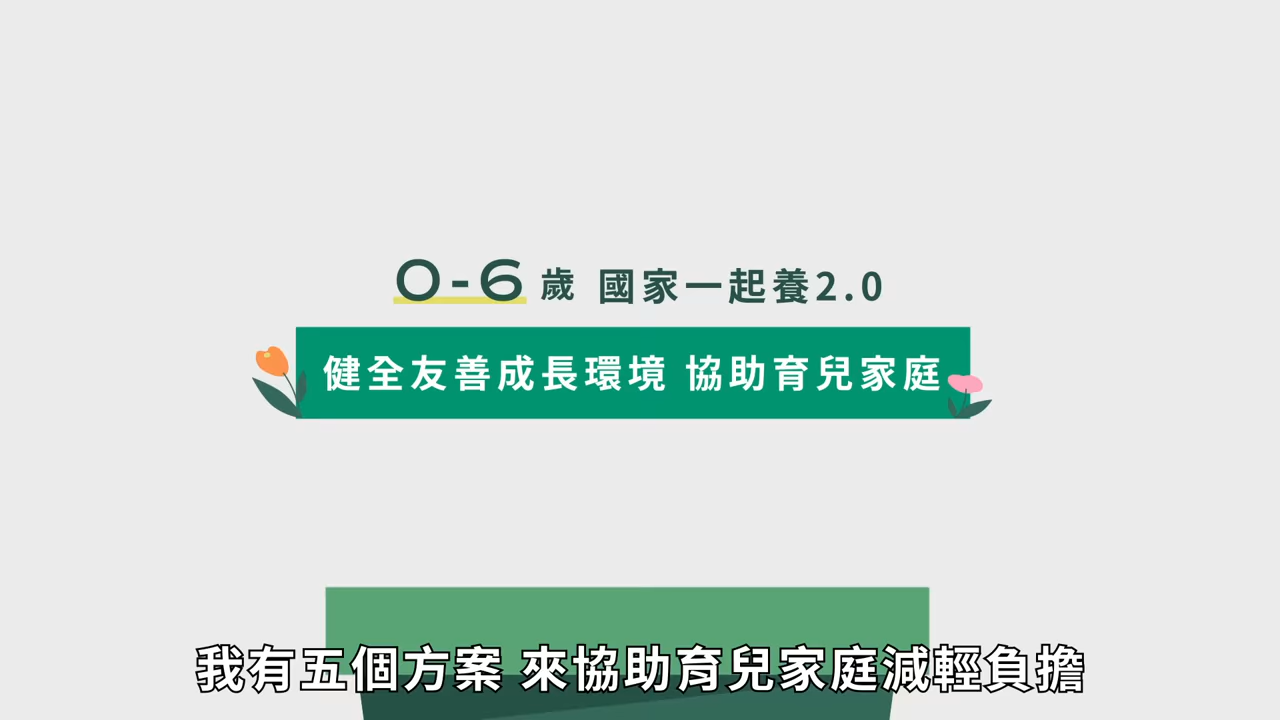 0-6歲 國家一起養2.0
健全友善成長環境 協助育兒家庭
我有五個方案 來協助育兒家庭減輕負擔